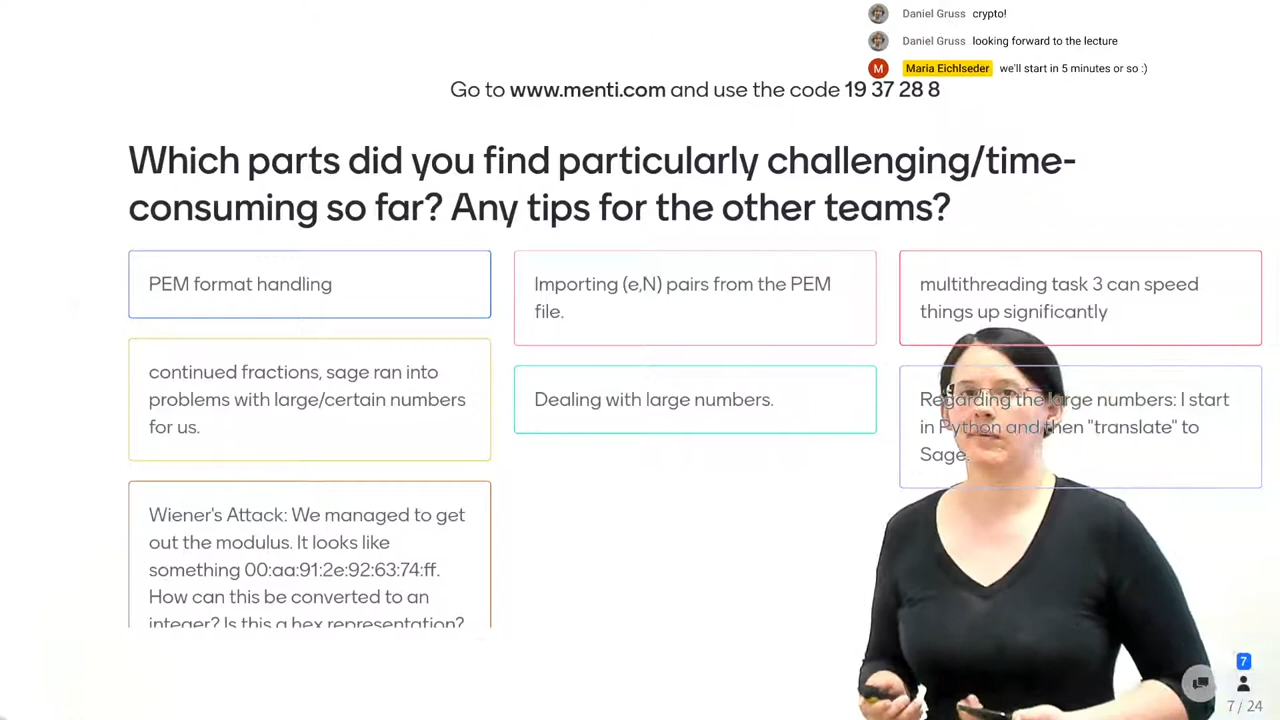 Daniel Gruss crypto!
Daniel Gruss looking forward to the lecture
M Maria Eichlseder we'll start in 5 minutes or so :)
Go to www.menti.com and use the code 19 37 28 8
Which parts did you find particularly challenging/time-
consuming so far? Any tips for the other teams?
PEM format handling
continued fractions, sage ran into
problems with large/certain numbers
for us.
Wiener's Attack: We managed to get
out the modulus. It looks like
something 00:aa:91:2e:92:63:74:ff.
How can this be converted to an
integer? Is this a hex representation?
Importing (e,N) pairs from the PEM
file.
Dealing with large numbers.
multithreading task 3 can speed
things up significantly
Regarding the large numbers: I start
in Python and then "translate" to
Sage.
7
7 / 24